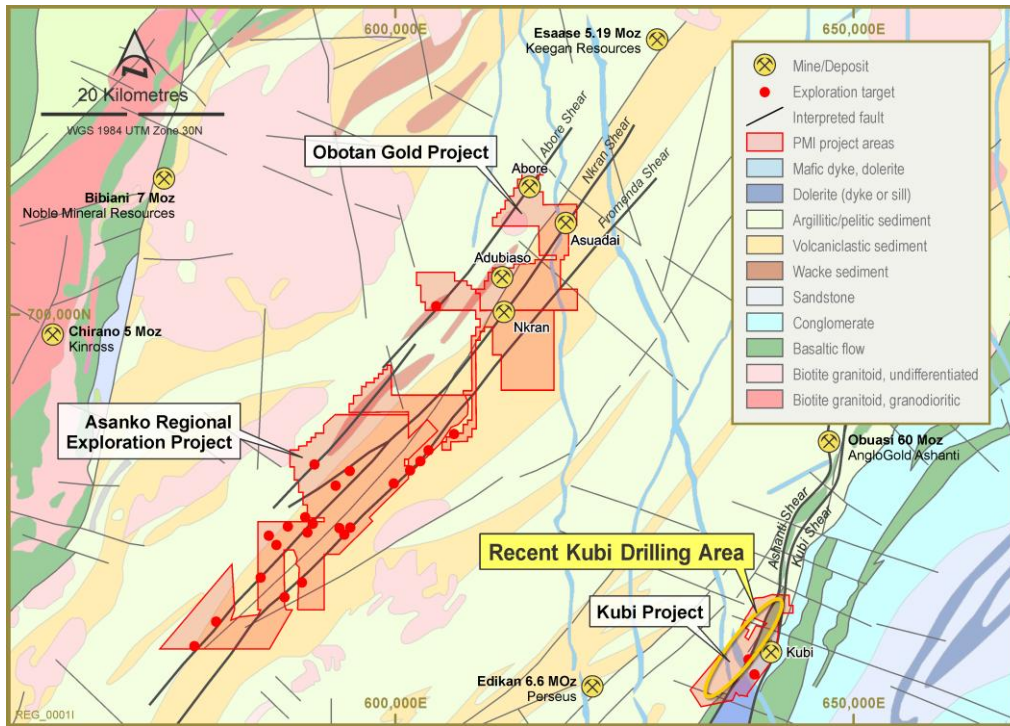 600,000E
650,000E
Esaase 5.19 Moz
Keegan Resources
20 Kilometres
WGS 1984 UTM Zone 30N
Obotan Gold Project
Abore Shear
Nkran Shear
Fromenda Shear
Abore
Asuadai
Adubiaso
Nkran
Bibiani 7 Moz
Noble Mineral Resources
700,000N
Chirano 5 Moz
Kinross
Mine/Deposit
Exploration target
Interpreted fault
PMI project areas
Mafic dyke, dolerite
Dolerite (dyke or sill)
Argillitic/pelitic sediment
Volcaniclastic sediment
Wacke sediment
Sandstone
Conglomerate
Basaltic flow
Biotite granitoid, undifferentiated
Biotite granitoid, granodioritic
Asanko Regional
Exploration Project
Obuasi 60 Moz
AngloGold Ashanti
Ashanti Shear
Kubi Shear
Recent Kubi Drilling Area
Kubi Project
Kubi
Edikan 6.6 MOz
Perseus
REG_0001I
600,000E
650,000E